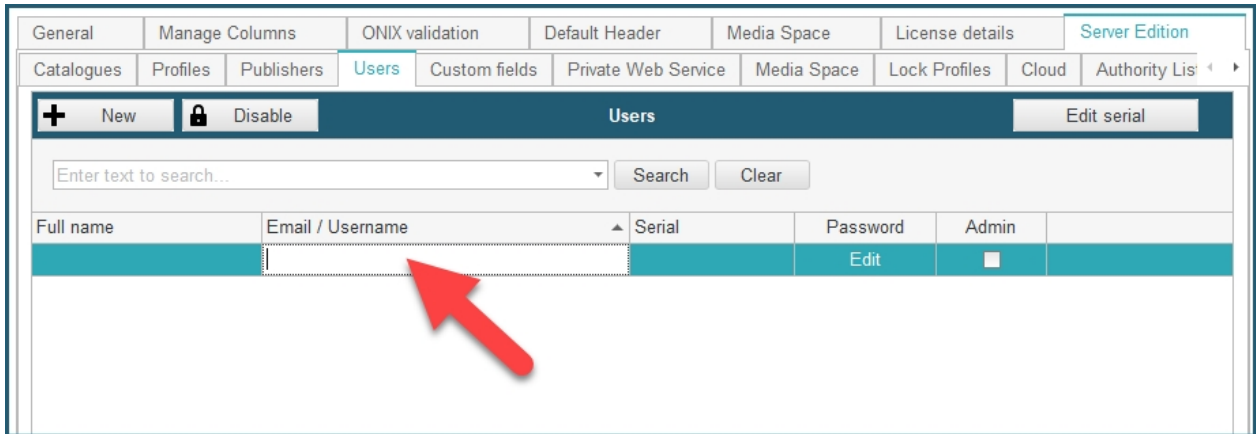 General Manage Columns ONIX validation Default Header Media Space License details Server Edition
Catalogues Profiles Publishers Users Custom fields Private Web Service Media Space Lock Profiles Cloud Authority Lis
New Disable Users Edit serial
Enter text to search... Search Clear
Full name Email / Username Serial Password Admin
Edit